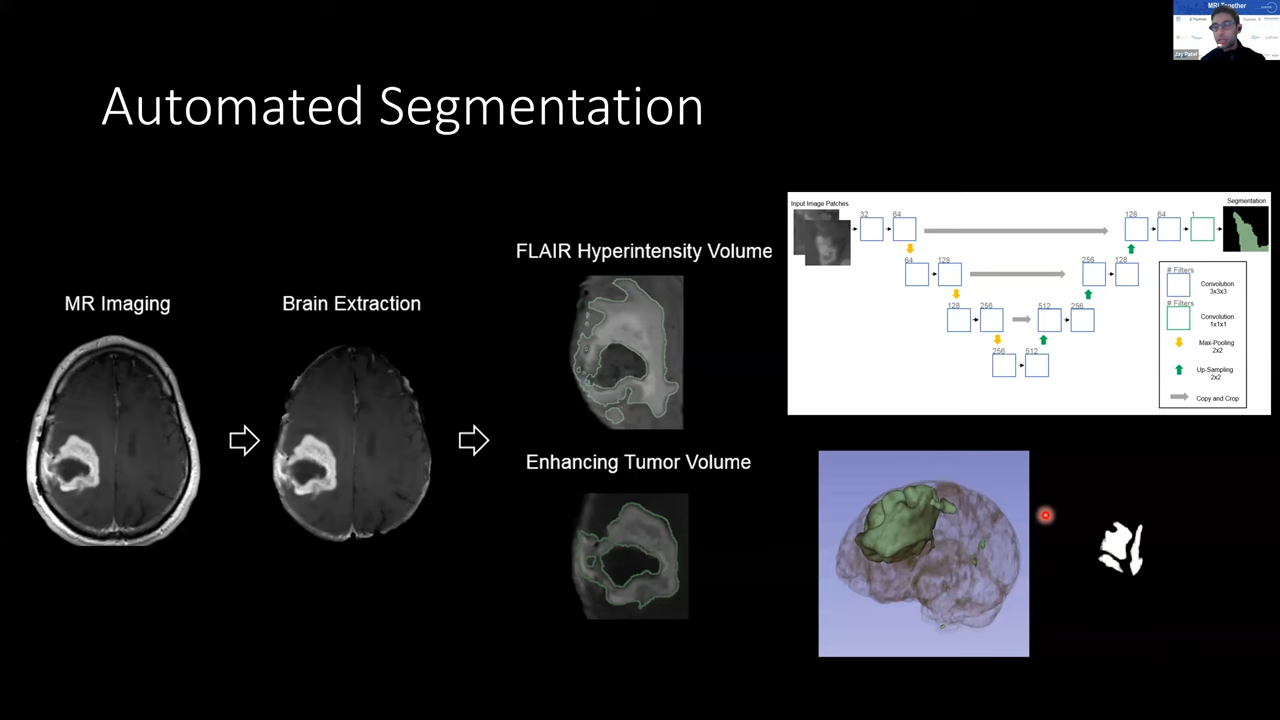 MRI Together
Jay Patel
Automated Segmentation
MR Imaging
Brain Extraction
FLAIR Hyperintensity Volume
Enhancing Tumor Volume
Input Image Patches
Segmentation
32
64
128
64
1
64
128
256
128
128
256
512
256
256
512
# Filters
Convolution
3x3x3
# Filters
Convolution
1x1x1
Max-Pooling
2x2
Up-Sampling
2x2
Copy and Crop